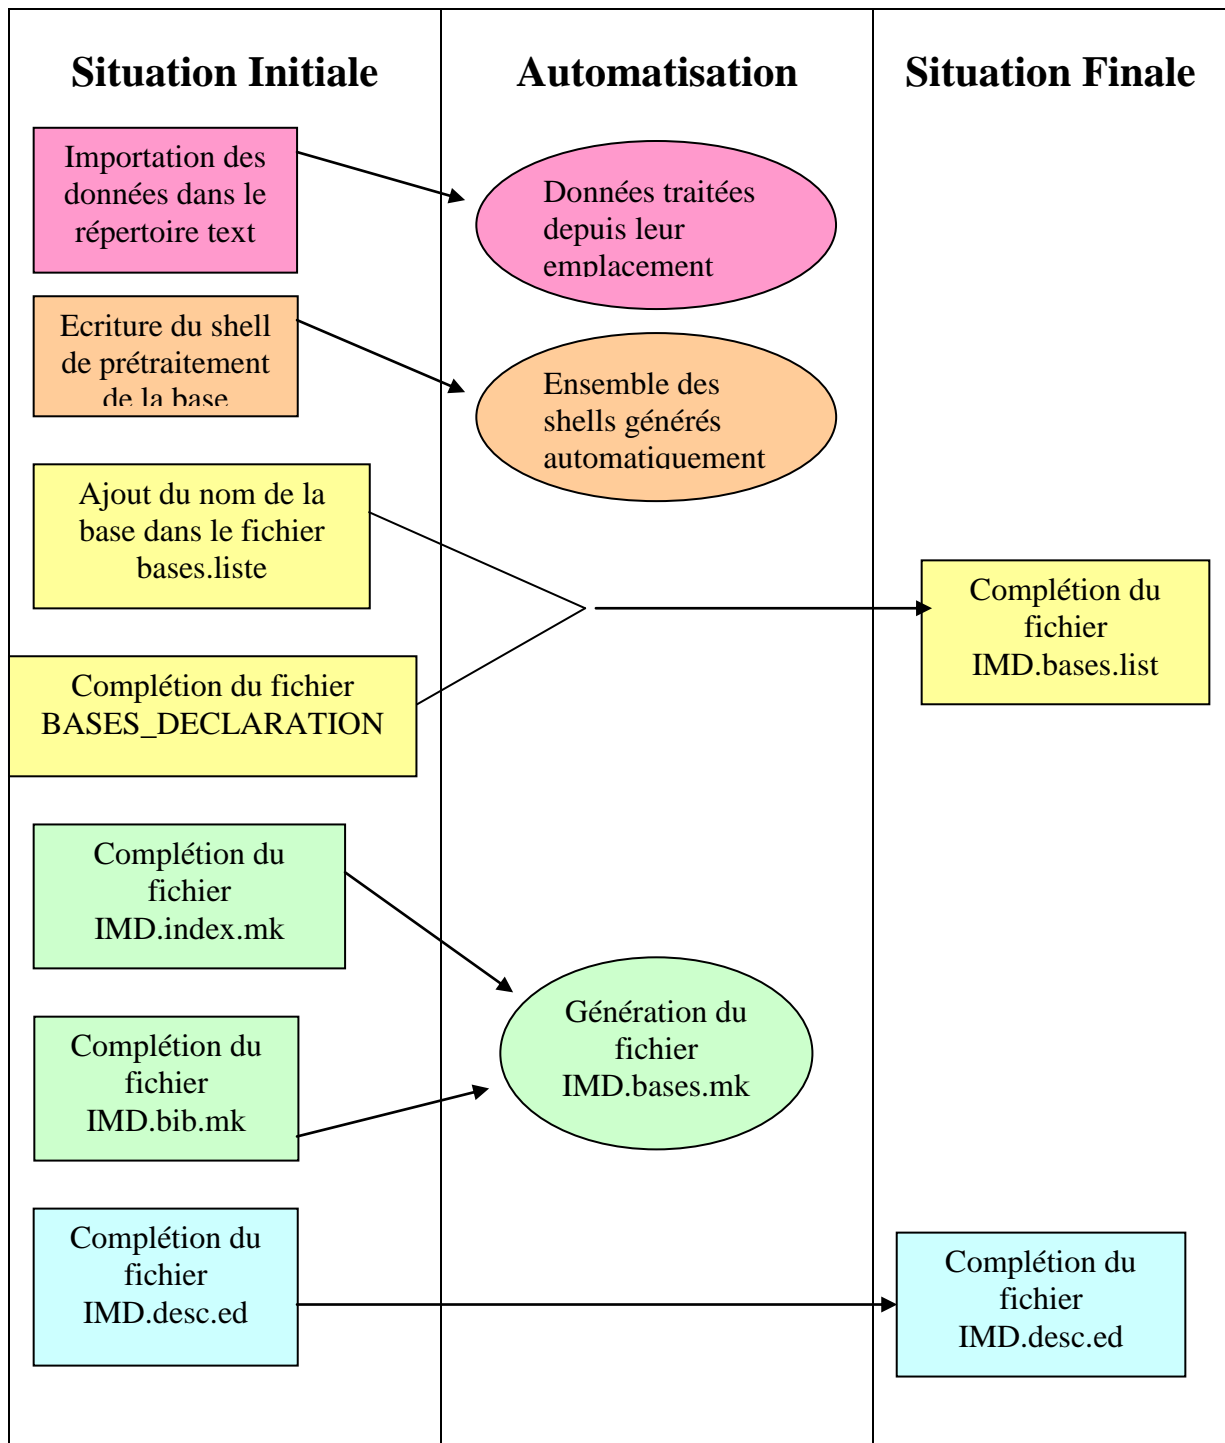 Situation Initiale
Automatisation
Situation Finale
Importation des
données dans le
répertoire text
Données traitées
depuis leur
emplacement
Ecriture du shell
de prétraitement
de la base
Ensemble des
shells générés
automatiquement
Ajout du nom de la
base dans le fichier
bases.liste
Complétion du
fichier
IMD.bases.list
Complétion du fichier
BASES_DECLARATION
Complétion du
fichier
IMD.index.mk
Génération du
fichier
IMD.bases.mk
Complétion du
fichier
IMD.bib.mk
Complétion du
fichier
IMD.desc.ed
Complétion du
fichier
IMD.desc.ed